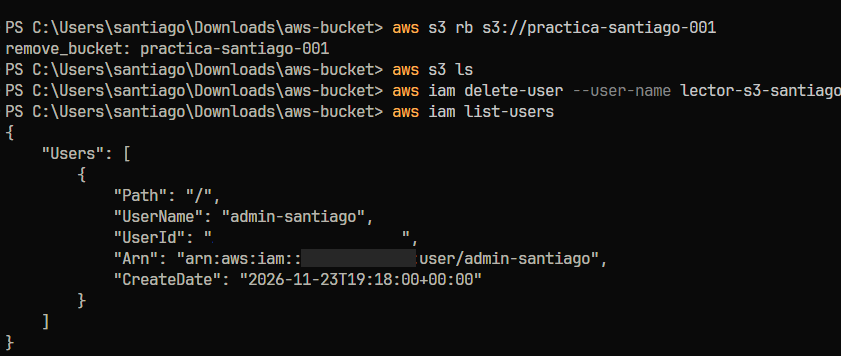 PS C:\Users\santiago\Downloads\aws-bucket> aws s3 rb s3://practica-santiago-001
remove_bucket: practica-santiago-001
PS C:\Users\santiago\Downloads\aws-bucket> aws s3 ls
PS C:\Users\santiago\Downloads\aws-bucket> aws iam delete-user --user-name lector-s3-santiago
PS C:\Users\santiago\Downloads\aws-bucket> aws iam list-users
{
    "Users": [
        {
            "Path": "/",
            "UserName": "admin-santiago",
            "UserId": "                    ",
            "Arn": "arn:aws:iam::            :user/admin-santiago",
            "CreateDate": "2026-11-23T19:18:00+00:00"
        }
    ]
}